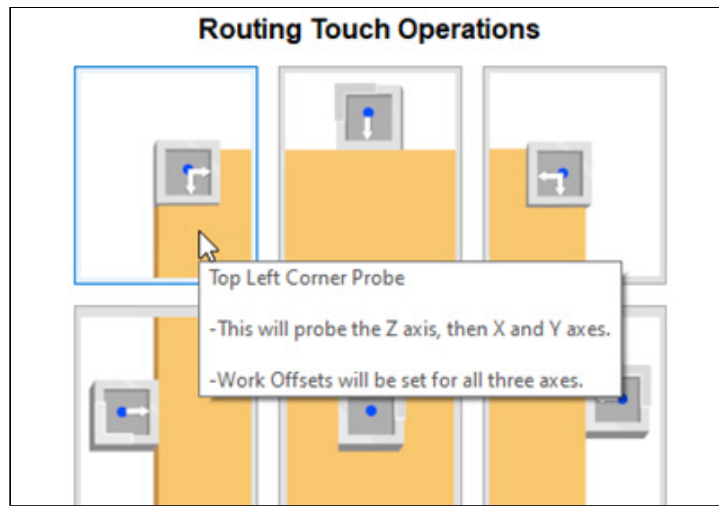 Routing Touch Operations
Top Left Corner Probe
-This will probe the Z axis, then X and Y axes.
-Work Offsets will be set for all three axes.